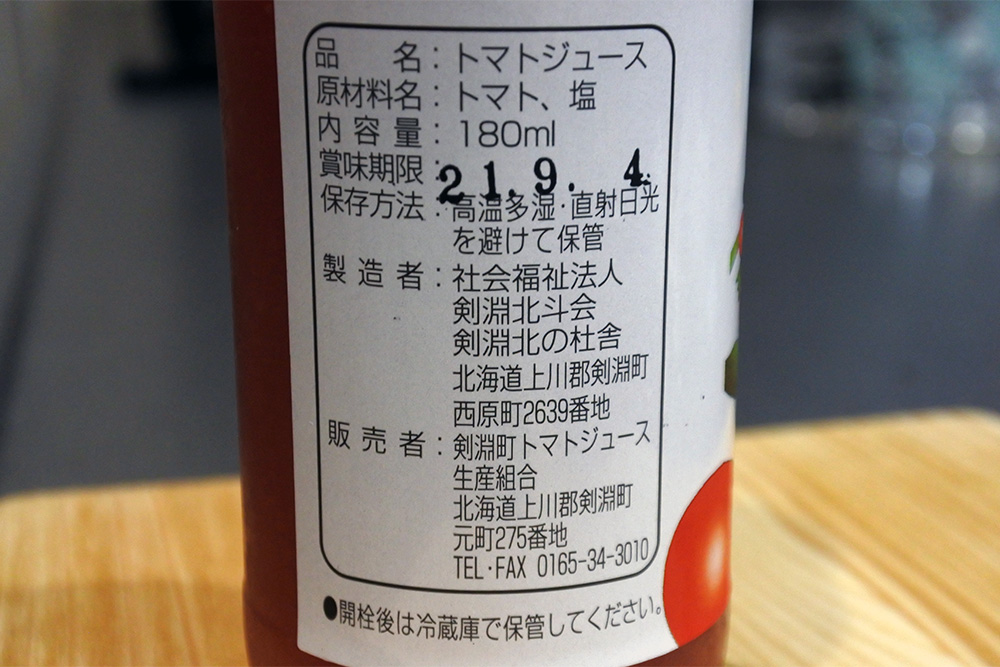 品名：トマトジュース
原材料名：トマト、塩
内容量：180ml
賞味期限：21.9.4.
保存方法：高温多湿・直射日光
を避けて保管
製造者：社会福祉法人
剣淵北斗会
剣淵北の杜舎
北海道上川郡剣淵町
西原町2639番地
販売者：剣淵町トマトジュース
生産組合
北海道上川郡剣淵町
元町275番地
TEL・FAX 0165-34-3010
●開栓後は冷蔵庫で保管してください。